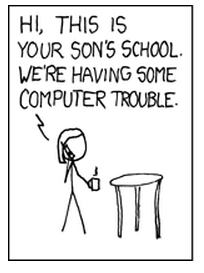 HI, THIS IS
YOUR SON'S SCHOOL.
WE'RE HAVING SOME
COMPUTER TROUBLE.